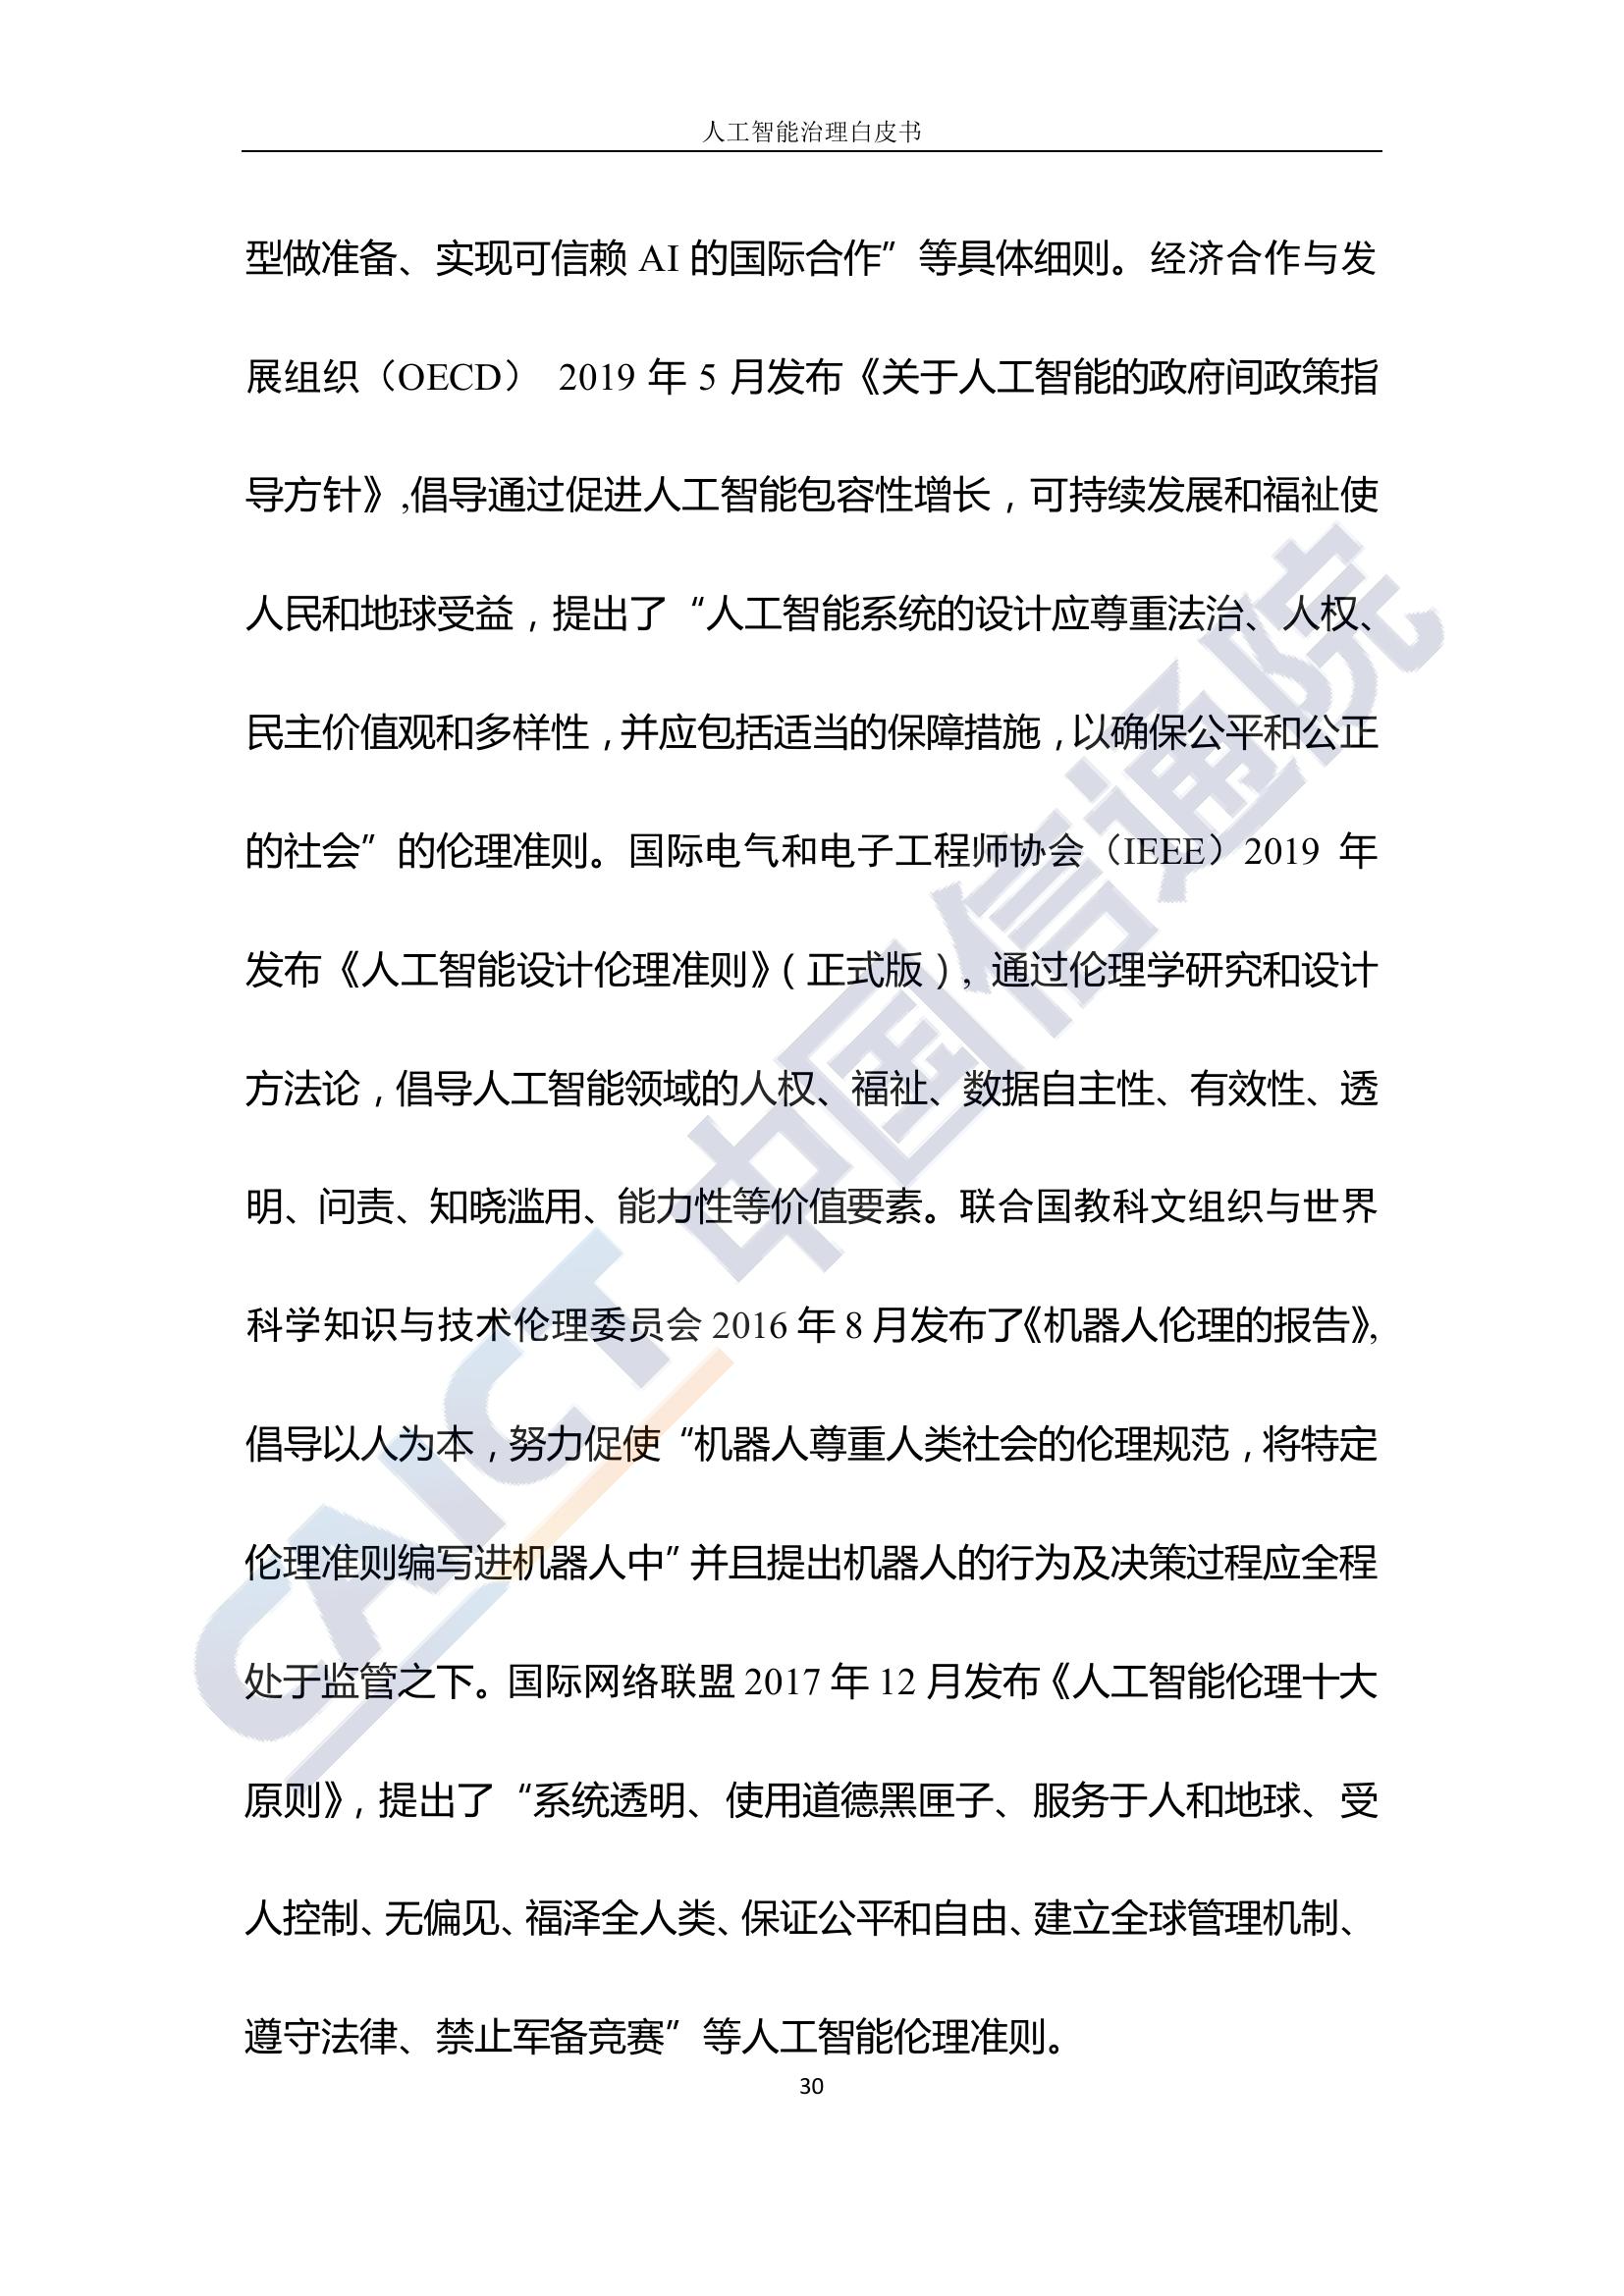 人工智能治理白皮书
型做准备、实现可信赖 AI 的国际合作”等具体细则。经济合作与发
展组织（OECD） 2019 年 5 月发布《关于人工智能的政府间政策指
导方针》,倡导通过促进人工智能包容性增长，可持续发展和福祉使
人民和地球受益，提出了“人工智能系统的设计应尊重法治、人权、
民主价值观和多样性，并应包括适当的保障措施，以确保公平和公正
的社会”的伦理准则。国际电气和电子工程师协会（IEEE）2019 年
发布《人工智能设计伦理准则》（正式版）, 通过伦理学研究和设计
方法论，倡导人工智能领域的人权、福祉、数据自主性、有效性、透
明、问责、知晓滥用、能力性等价值要素。联合国教科文组织与世界
科学知识与技术伦理委员会 2016 年 8 月发布了《机器人伦理的报告》,
倡导以人为本，努力促使“机器人尊重人类社会的伦理规范，将特定
伦理准则编写进机器人中”并且提出机器人的行为及决策过程应全程
处于监管之下。国际网络联盟 2017 年 12 月发布《人工智能伦理十大
原则》, 提出了“系统透明、使用道德黑匣子、服务于人和地球、受
人控制、无偏见、福泽全人类、保证公平和自由、建立全球管理机制、
遵守法律、禁止军备竞赛”等人工智能伦理准则。
30
CAICT 中国信通院